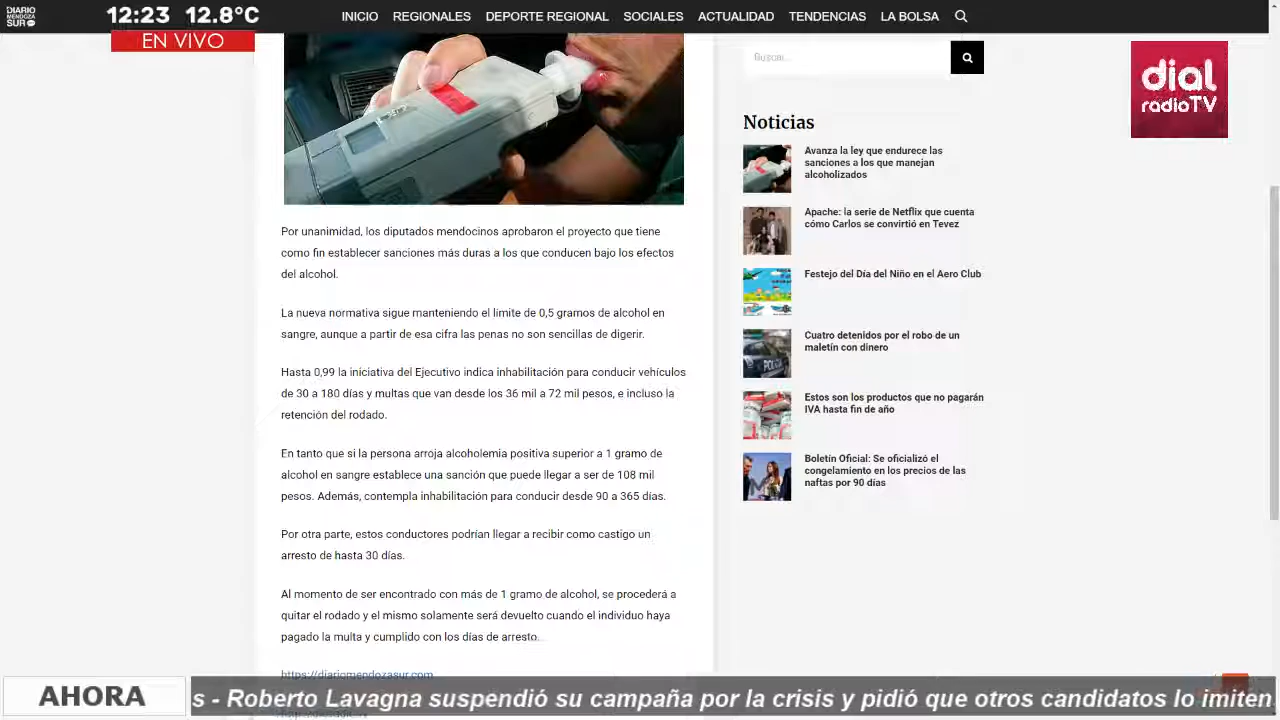 DIARIO
MENDOZA
SUR
12:23 12.8°C
INICIO REGIONALES DEPORTE REGIONAL SOCIALES ACTUALIDAD TENDENCIAS LA BOLSA
EN VIVO
Buscar...
dial
radioTV
Noticias
Avanza la ley que endurece las
sanciones a los que manejan
alcoholizados
Apache: la serie de Netflix que cuenta
cómo Carlos se convirtió en Tevez
Festejo del Día del Niño en el Aero Club
Cuatro detenidos por el robo de un
maletín con dinero
Estos son los productos que no pagarán
IVA hasta fin de año
Boletín Oficial: Se oficializó el
congelamiento en los precios de las
naftas por 90 días
Por unanimidad, los diputados mendocinos aprobaron el proyecto que tiene
como fin establecer sanciones más duras a los que conducen bajo los efectos
del alcohol.
La nueva normativa sigue manteniendo el límite de 0,5 gramos de alcohol en
sangre, aunque a partir de esa cifra las penas no son sencillas de digerir.
Hasta 0,99 la iniciativa del Ejecutivo indica inhabilitación para conducir vehículos
de 30 a 180 días y multas que van desde los 36 mil a 72 mil pesos, e incluso la
retención del rodado.
En tanto que si la persona arroja alcoholemia positiva superior a 1 gramo de
alcohol en sangre establece una sanción que puede llegar a ser de 108 mil
pesos. Además, contempla inhabilitación para conducir desde 90 a 365 días.
Por otra parte, estos conductores podrían llegar a recibir como castigo un
arresto de hasta 30 días.
Al momento de ser encontrado con más de 1 gramo de alcohol, se procederá a
quitar el rodado y el mismo solamente será devuelto cuando el individuo haya
pagado la multa y cumplido con los días de arresto.
https://diariomendozasur.com
AHORA
s - Roberto Lavagna suspendió su campaña por la crisis y pidió que otros candidatos lo imiten